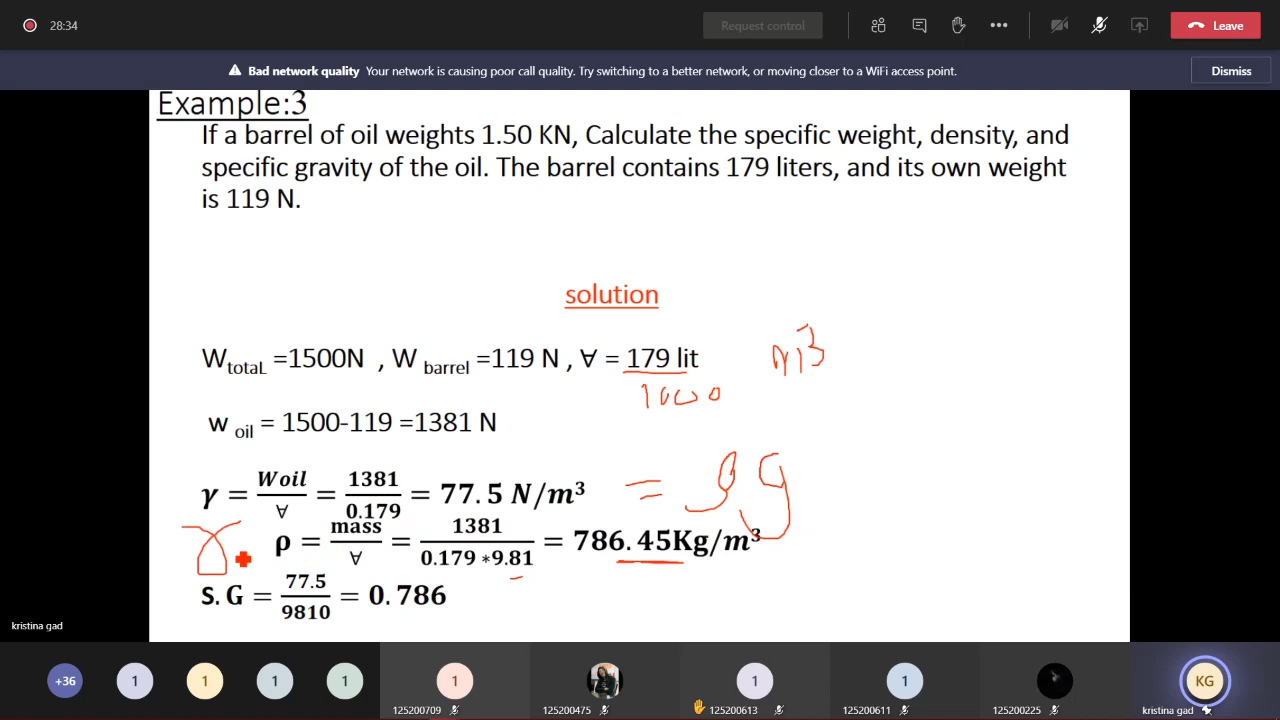 28:34
Request control
Leave
Bad network quality Your network is causing poor call quality. Try switching to a better network, or moving closer to a WiFi access point.
Dismiss
Example:3
If a barrel of oil weights 1.50 KN, Calculate the specific weight, density, and
specific gravity of the oil. The barrel contains 179 liters, and its own weight
is 119 N.
solution
W totaL =1500N , W barrel =119 N , ∀ = 179 lit m3
1000
w oil = 1500-119 =1381 N
γ = Woil/∀ = 1381/0.179 = 77.5 N/m³ = ρg
γ ρ = mass/∀ = 1381/0.179 *9.81 = 786.45Kg/m³
S. G = 77.5/9810 = 0.786
kristina gad
+36 1 1 1 1 1 1 1 KG
125200709 125200475 125200613 125200611 125200225 kristina gad